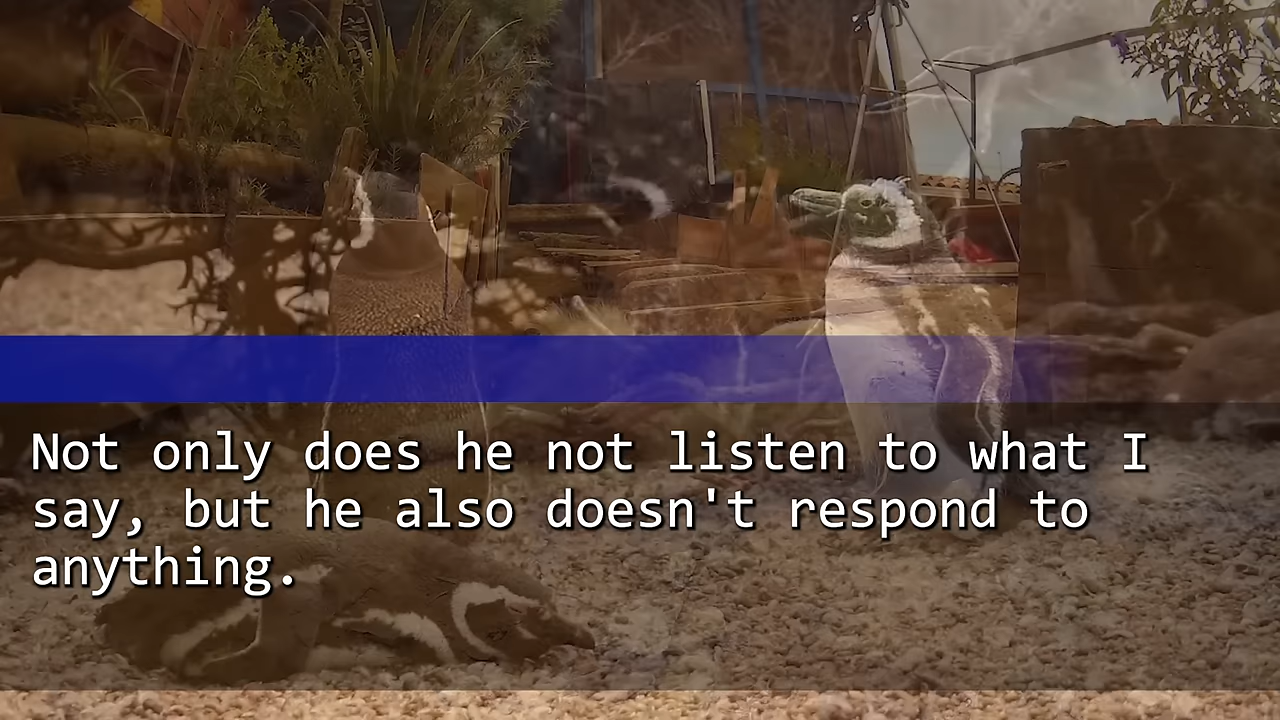 Not only does he not listen to what I
say, but he also doesn't respond to
anything.